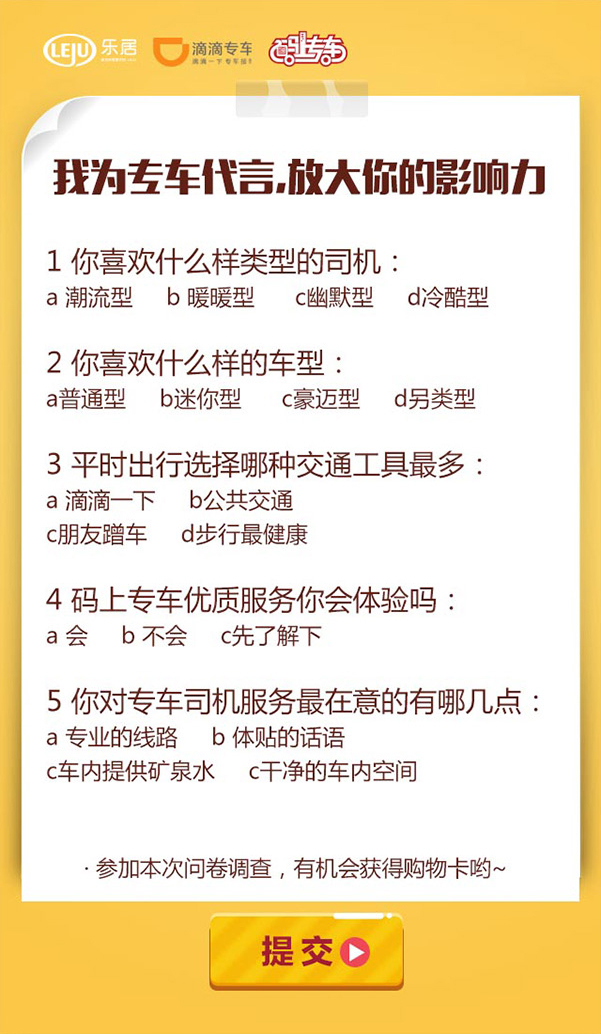 LEJU 乐居 滴滴专车 码上专车
滴滴一下 专车接
我为专车代言,放大你的影响力
1 你喜欢什么样类型的司机：
a 潮流型 b 暖暖型 c幽默型 d冷酷型
2 你喜欢什么样的车型：
a普通型 b迷你型 c豪迈型 d另类型
3 平时出行选择哪种交通工具最多：
a 滴滴一下 b公共交通
c朋友蹭车 d步行最健康
4 码上专车优质服务你会体验吗：
a 会 b 不会 c先了解下
5 你对专车司机服务最在意的有哪几点：
a 专业的线路 b 体贴的话语
c车内提供矿泉水 c干净的车内空间
· 参加本次问卷调查，有机会获得购物卡哟~
提交